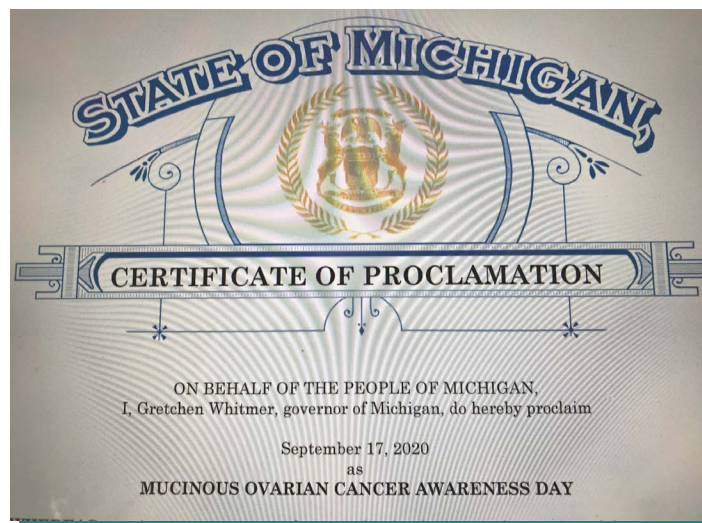 STATE OF MICHIGAN,
CERTIFICATE OF PROCLAMATION
ON BEHALF OF THE PEOPLE OF MICHIGAN,
I, Gretchen Whitmer, governor of Michigan, do hereby proclaim
September 17, 2020
as
MUCINOUS OVARIAN CANCER AWARENESS DAY